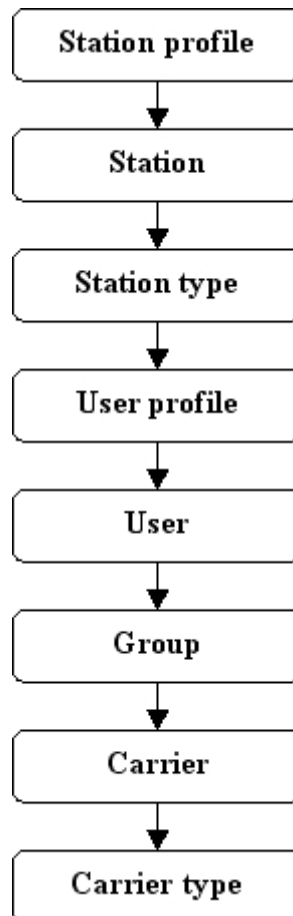 Station profile
Station
Station type
User profile
User
Group
Carrier
Carrier type